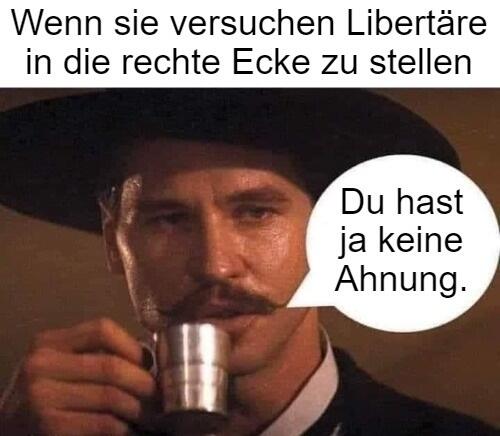 Wenn sie versuchen Libertäre
in die rechte Ecke zu stellen
Du hast
ja keine
Ahnung.